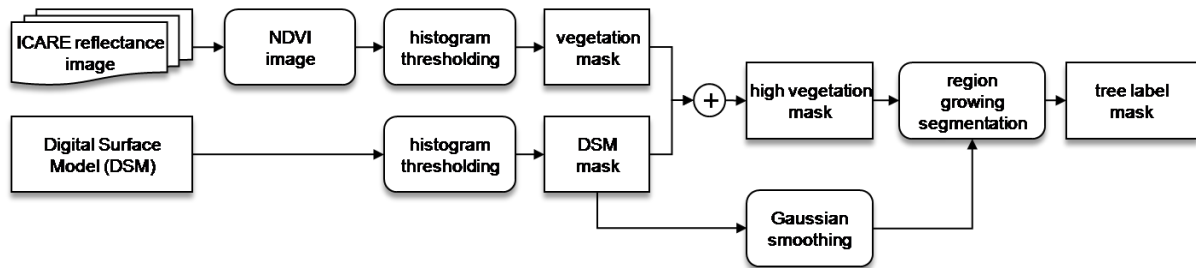 ICARE reflectance
image
NDVI
image
histogram
thresholding
vegetation
mask
+
high vegetation
mask
region
growing
segmentation
tree label
mask
Digital Surface
Model (DSM)
histogram
thresholding
DSM
mask
Gaussian
smoothing